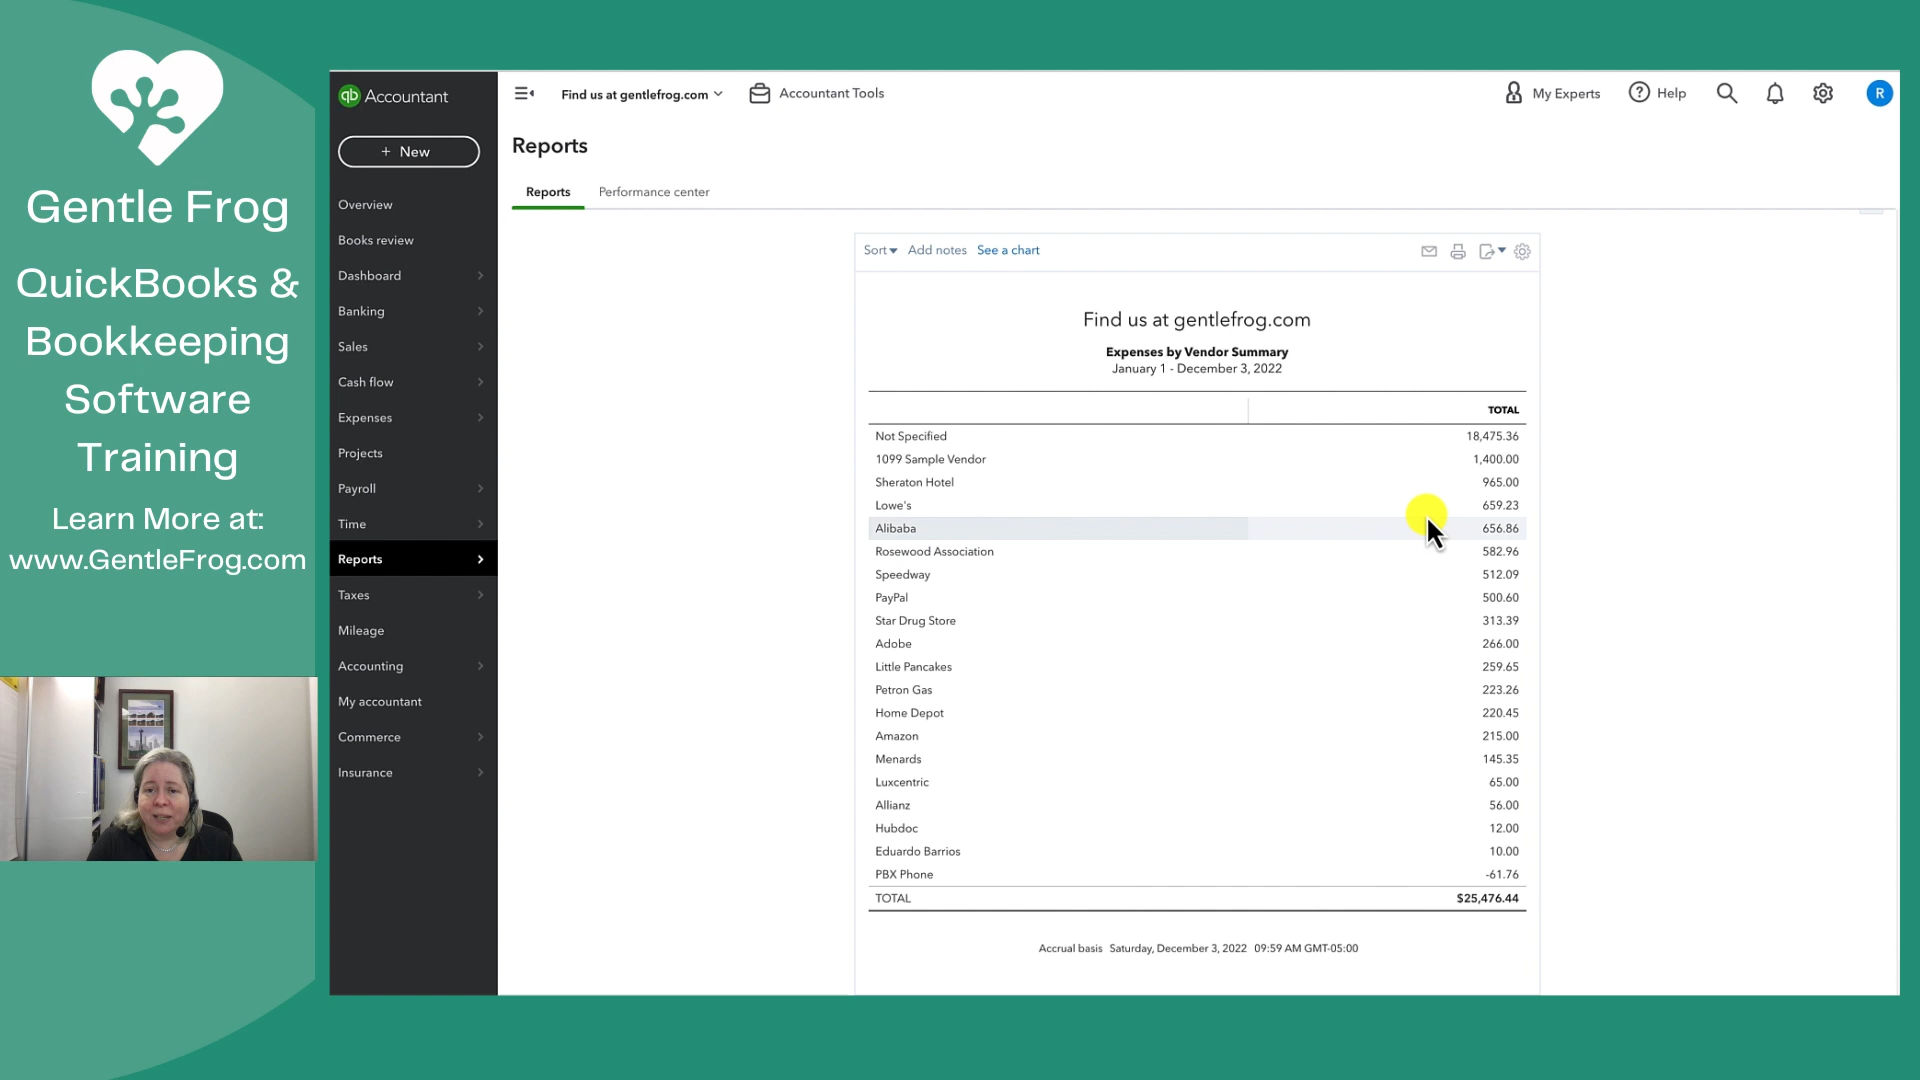 Gentle Frog
QuickBooks &
Bookkeeping
Software
Training
Learn More at:
www.GentleFrog.com
qb Accountant
+ New
Overview
Books review
Dashboard
Banking
Sales
Cash flow
Expenses
Projects
Payroll
Time
Reports
Taxes
Mileage
Accounting
My accountant
Commerce
Insurance
Find us at gentlefrog.com Accountant Tools My Experts Help R
Reports
Reports Performance center
Sort Add notes See a chart
Find us at gentlefrog.com
Expenses by Vendor Summary
January 1 - December 3, 2022
TOTAL
Not Specified 18,475.36
1099 Sample Vendor 1,400.00
Sheraton Hotel 965.00
Lowe's 659.23
Alibaba 656.86
Rosewood Association 582.96
Speedway 512.09
PayPal 500.60
Star Drug Store 313.39
Adobe 266.00
Little Pancakes 259.65
Petron Gas 223.26
Home Depot 220.45
Amazon 215.00
Menards 145.35
Luxcentric 65.00
Allianz 56.00
Hubdoc 12.00
Eduardo Barrios 10.00
PBX Phone -61.76
TOTAL $25,476.44
Accrual basis Saturday, December 3, 2022 09:59 AM GMT-05:00